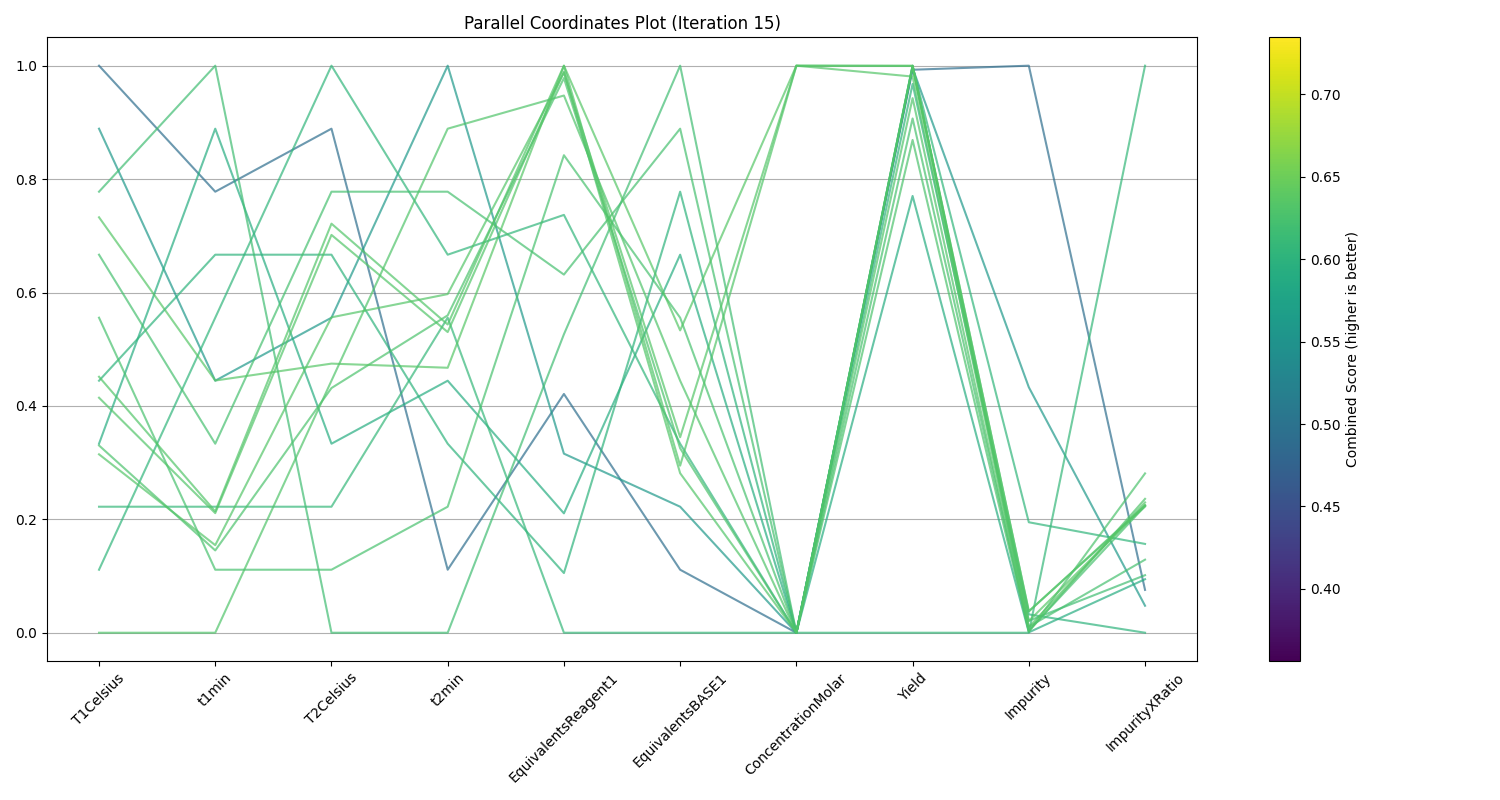 Parallel Coordinates Plot (Iteration 15)
1.0
0.8
0.6
0.4
0.2
0.0
T1Celsius
t1min
T2Celsius
t2min
EquivalentsReagent1
EquivalentsBASE1
ConcentrationMolar
Yield
Impurity
ImpurityXRatio
0.70
0.65
0.60
0.55
0.50
0.45
0.40
Combined Score (higher is better)